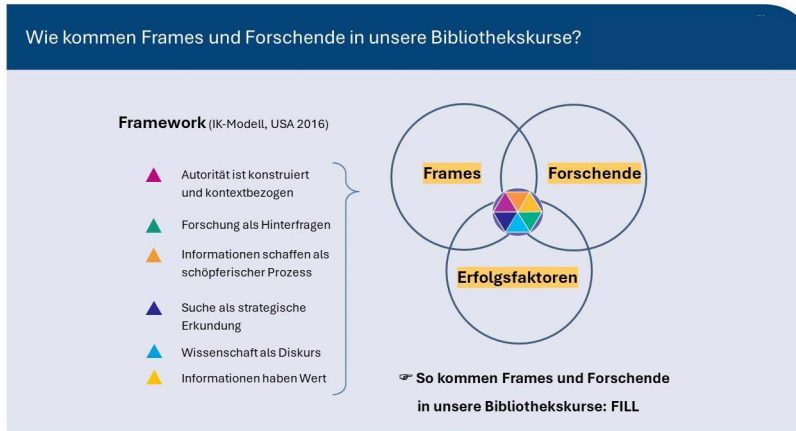 Wie kommen Frames und Forschende in unsere Bibliothekskurse?
Framework (IK-Modell, USA 2016)
Autorität ist konstruiert
und kontextbezogen
Forschung als Hinterfragen
Informationen schaffen als
schöpferischer Prozess
Suche als strategische
Erkundung
Wissenschaft als Diskurs
Informationen haben Wert
Frames
Forschende
Erfolgsfaktoren
☞ So kommen Frames und Forschende
in unsere Bibliothekskurse: FILL